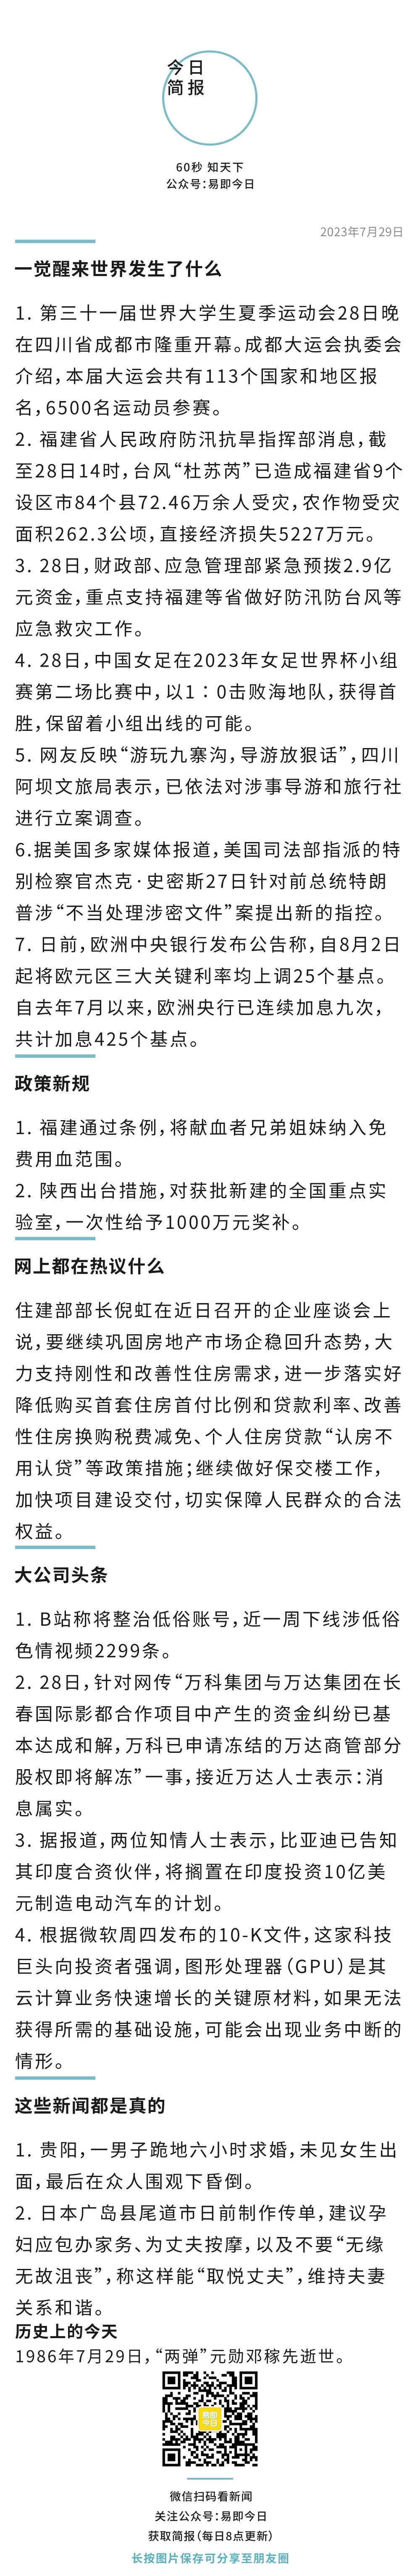 今日
简报
60秒 知天下
公众号：易即今日
2023年7月29日
一觉醒来世界发生了什么
1. 第三十一届世界大学生夏季运动会28日晚
在四川省成都市隆重开幕。成都大运会执委会
介绍，本届大运会共有113个国家和地区报
名，6500名运动员参赛。
2. 福建省人民政府防汛抗旱指挥部消息，截
至28日14时，台风“杜苏芮”已造成福建省9个
设区市84个县72.46万余人受灾，农作物受灾
面积262.3公顷，直接经济损失5227万元。
3. 28日，财政部、应急管理部紧急预拨2.9亿
元资金，重点支持福建等省做好防汛防台风等
应急救灾工作。
4. 28日，中国女足在2023年女足世界杯小组
赛第二场比赛中，以1：0击败海地队，获得首
胜，保留着小组出线的可能。
5. 网友反映“游玩九寨沟，导游放狠话”，四川
阿坝文旅局表示，已依法对涉事导游和旅行社
进行立案调查。
6.据美国多家媒体报道，美国司法部指派的特
别检察官杰克·史密斯27日针对前总统特朗
普涉“不当处理涉密文件”案提出新的指控。
7. 日前，欧洲中央银行发布公告称，自8月2日
起将欧元区三大关键利率均上调25个基点。
自去年7月以来，欧洲央行已连续加息九次，
共计加息425个基点。
政策新规
1. 福建通过条例，将献血者兄弟姐妹纳入免
费用血范围。
2. 陕西出台措施，对获批新建的全国重点实
验室，一次性给予1000万元奖补。
网上都在热议什么
住建部部长倪虹在近日召开的企业座谈会上
说，要继续巩固房地产市场企稳回升态势，大
力支持刚性和改善性住房需求，进一步落实好
降低购买首套住房首付比例和贷款利率、改善
性住房换购税费减免、个人住房贷款“认房不
用认贷”等政策措施；继续做好保交楼工作，
加快项目建设交付，切实保障人民群众的合法
权益。
大公司头条
1. B站称将整治低俗账号，近一周下线涉低俗
色情视频2299条。
2. 28日，针对网传“万科集团与万达集团在长
春国际影都合作项目中产生的资金纠纷已基
本达成和解，万科已申请冻结的万达商管部分
股权即将解冻”一事，接近万达人士表示：消
息属实。
3. 据报道，两位知情人士表示，比亚迪已告知
其印度合资伙伴，将搁置在印度投资10亿美
元制造电动汽车的计划。
4. 根据微软周四发布的10-K文件，这家科技
巨头向投资者强调，图形处理器（GPU）是其
云计算业务快速增长的关键原材料，如果无法
获得所需的基础设施，可能会出现业务中断的
情形。
这些新闻都是真的
1. 贵阳，一男子跪地六小时求婚，未见女生出
面，最后在众人围观下昏倒。
2. 日本广岛县尾道市日前制作传单，建议孕
妇应包办家务、为丈夫按摩，以及不要“无缘
无故沮丧”，称这样能“取悦丈夫”，维持夫妻
关系和谐。
历史上的今天
1986年7月29日，“两弹”元勋邓稼先逝世。
易即
今日
微信扫码看新闻
关注公众号：易即今日
获取简报（每日8点更新）
长按图片保存可分享至朋友圈